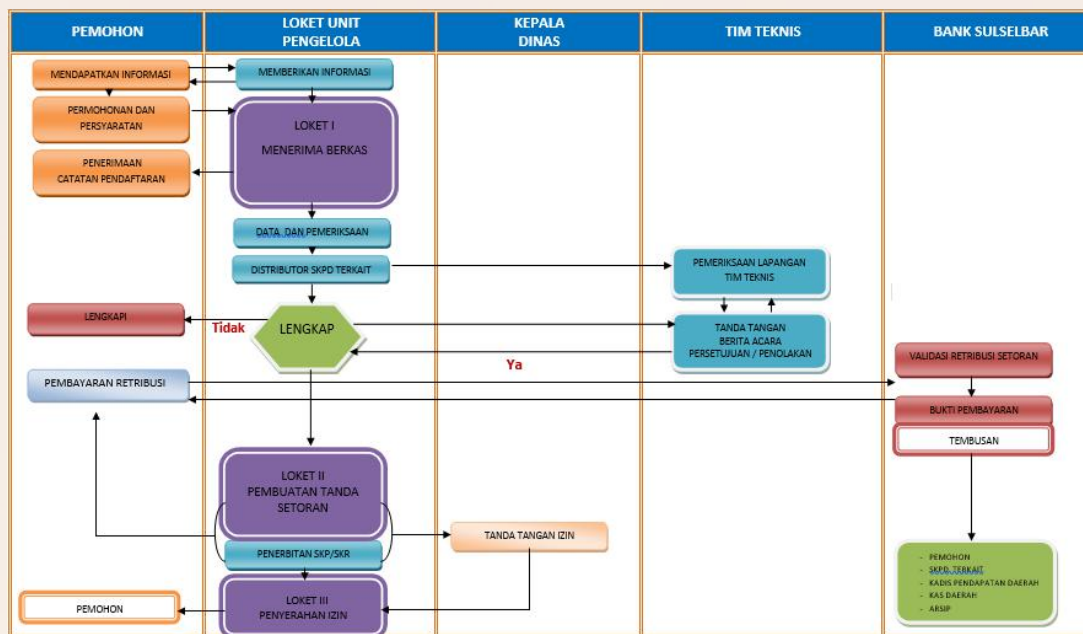 PEMOHON
LOKET UNIT
PENGELOLA
KEPALA
DINAS
TIM TEKNIS
BANK SULSELBAR
MENDAPATKAN INFORMASI
MEMBERIKAN INFORMASI
PERMOHONAN DAN
PERSYARATAN
LOKET I
MENERIMA BERKAS
PENERIMAAN
CATATAN PENDAFTARAN
DATA DAN PEMERIKSAAN
DISTRIBUTOR SKPD TERKAIT
PEMERIKSAAN LAPANGAN
TIM TEKNIS
LENGKAPI
Tidak
LENGKAP
TANDA TANGAN
BERITA ACARA
PERSETUJUAN / PENOLAKAN
Ya
VALIDASI RETRIBUSI SETORAN
PEMBAYARAN RETRIBUSI
BUKTI PEMBAYARAN
TEMBUSAN
LOKET II
PEMBUATAN TANDA
SETORAN
TANDA TANGAN IZIN
PENERBITAN SKP/SKR
- PEMOHON
- SKPD TERKAIT
- KADIS PENDAPATAN DAERAH
- KAS DAERAH
- ARSIP
PEMOHON
LOKET III
PENYERAHAN IZIN